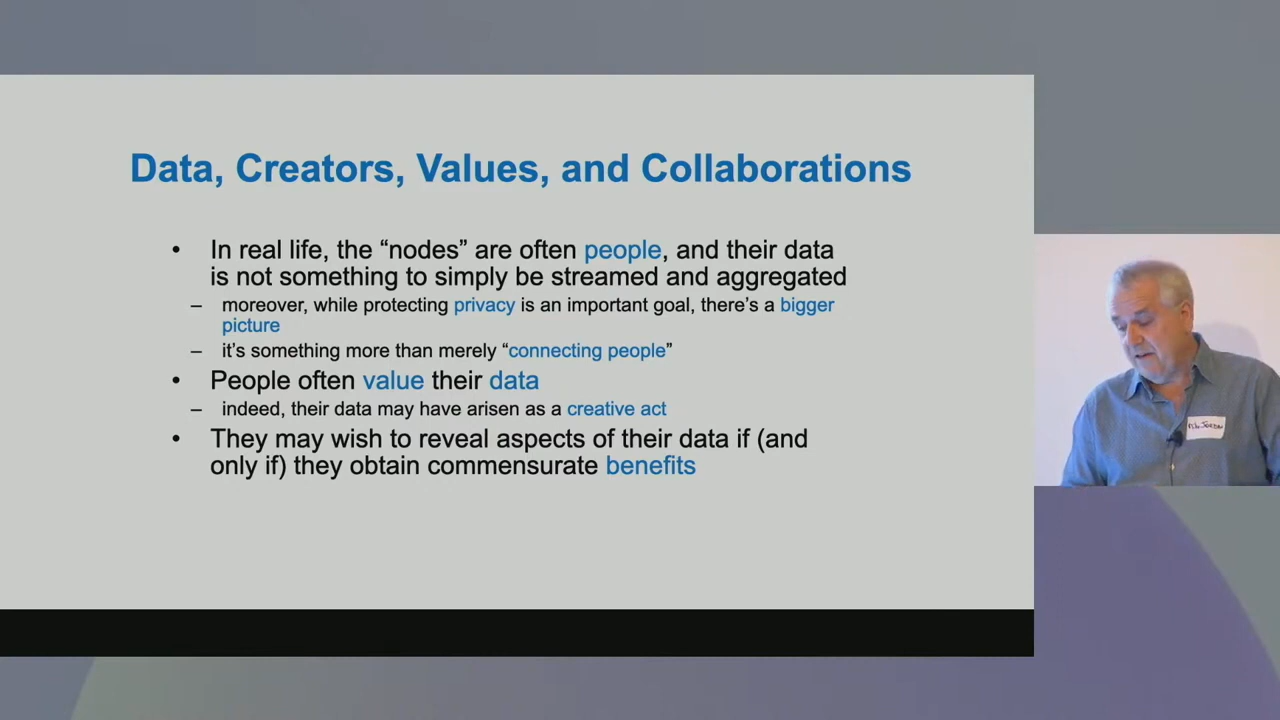 Data, Creators, Values, and Collaborations
• In real life, the “nodes” are often people, and their data
is not something to simply be streamed and aggregated
– moreover, while protecting privacy is an important goal, there’s a bigger
picture
– it’s something more than merely “connecting people”
• People often value their data
– indeed, their data may have arisen as a creative act
• They may wish to reveal aspects of their data if (and
only if) they obtain commensurate benefits